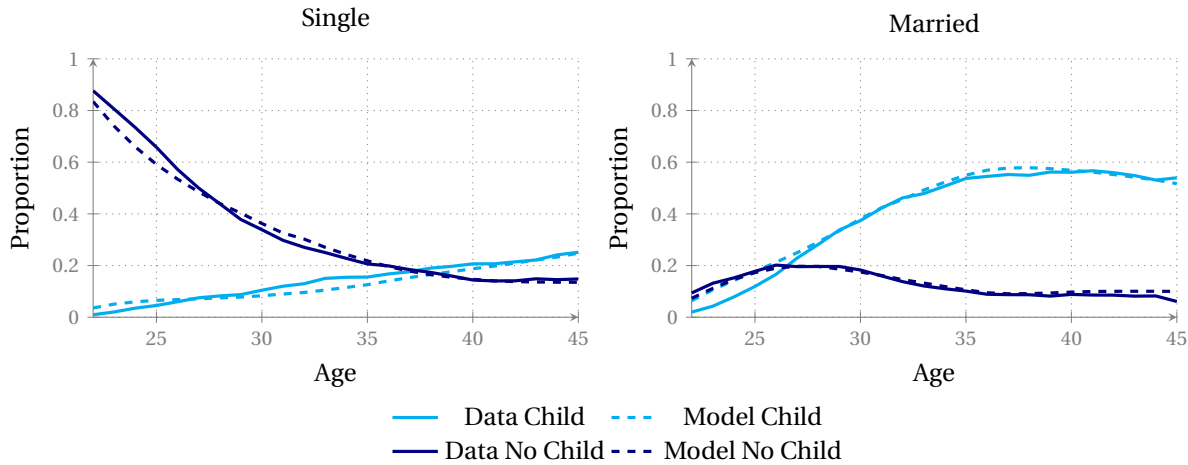 Single
1
0.8
0.6
0.4
0.2
0
25 30 35 40 45
Proportion
Age
Married
1
0.8
0.6
0.4
0.2
0
25 30 35 40 45
Proportion
Age
Data Child Model Child
Data No Child Model No Child